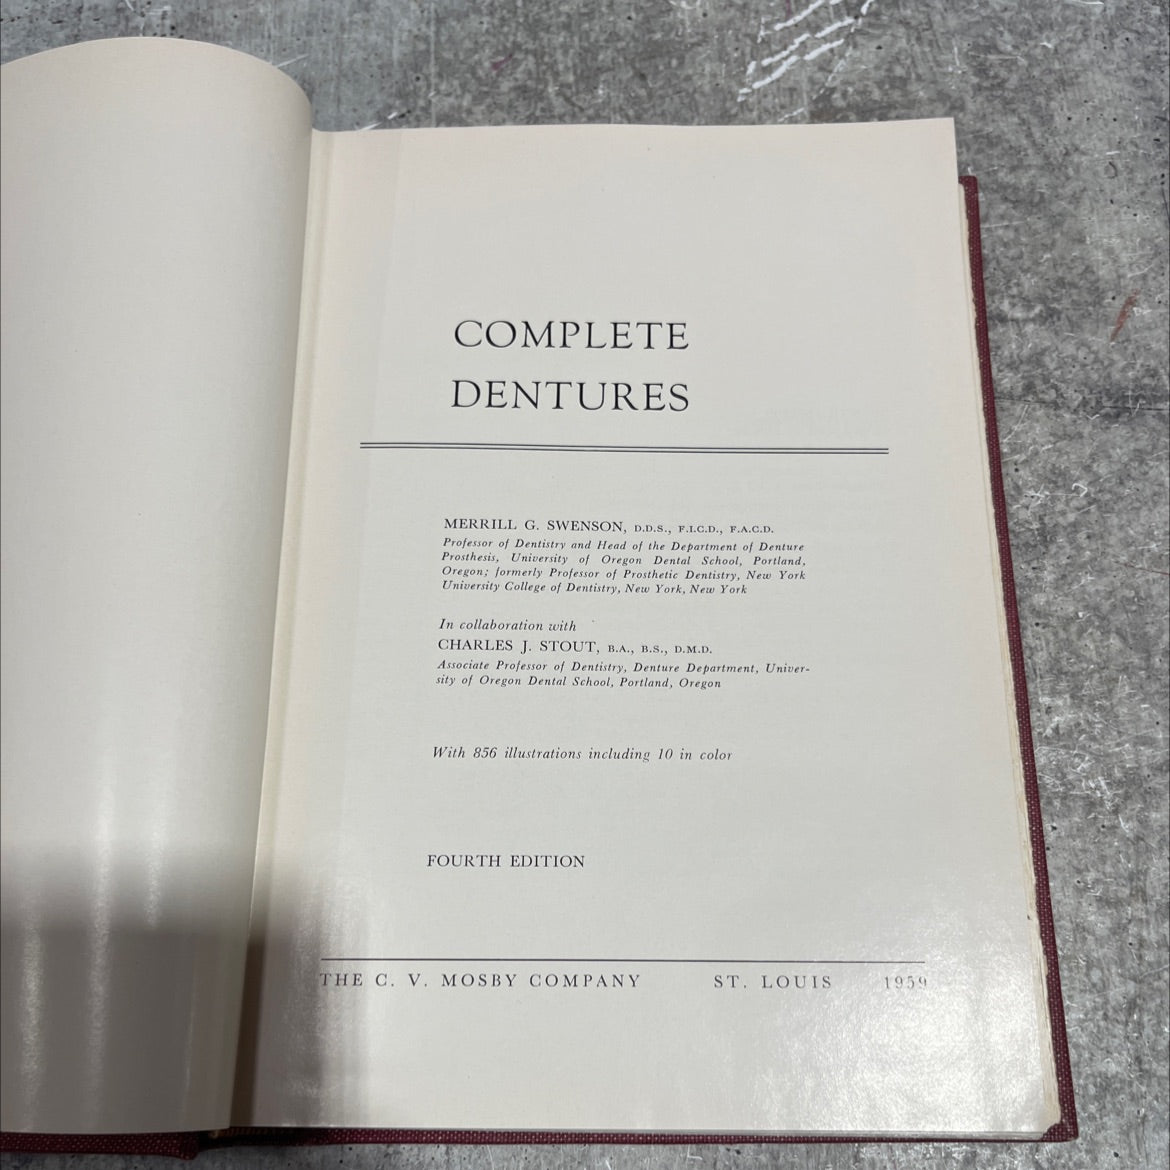 COMPLETE
DENTURES
MERRILL G. SWENSON, D.D.S., F.I.C.D., F.A.C.D.
Professor of Dentistry and Head of the Department of Denture
Prosthesis, University of Oregon Dental School, Portland,
Oregon; formerly Professor of Prosthetic Dentistry, New York
University College of Dentistry, New York, New York
In collaboration with
CHARLES J. STOUT, B.A., B.S., D.M.D.
Associate Professor of Dentistry, Denture Department, Univer-
sity of Oregon Dental School, Portland, Oregon
With 856 illustrations including 10 in color
FOURTH EDITION
THE C. V. MOSBY COMPANY ST. LOUIS 1959